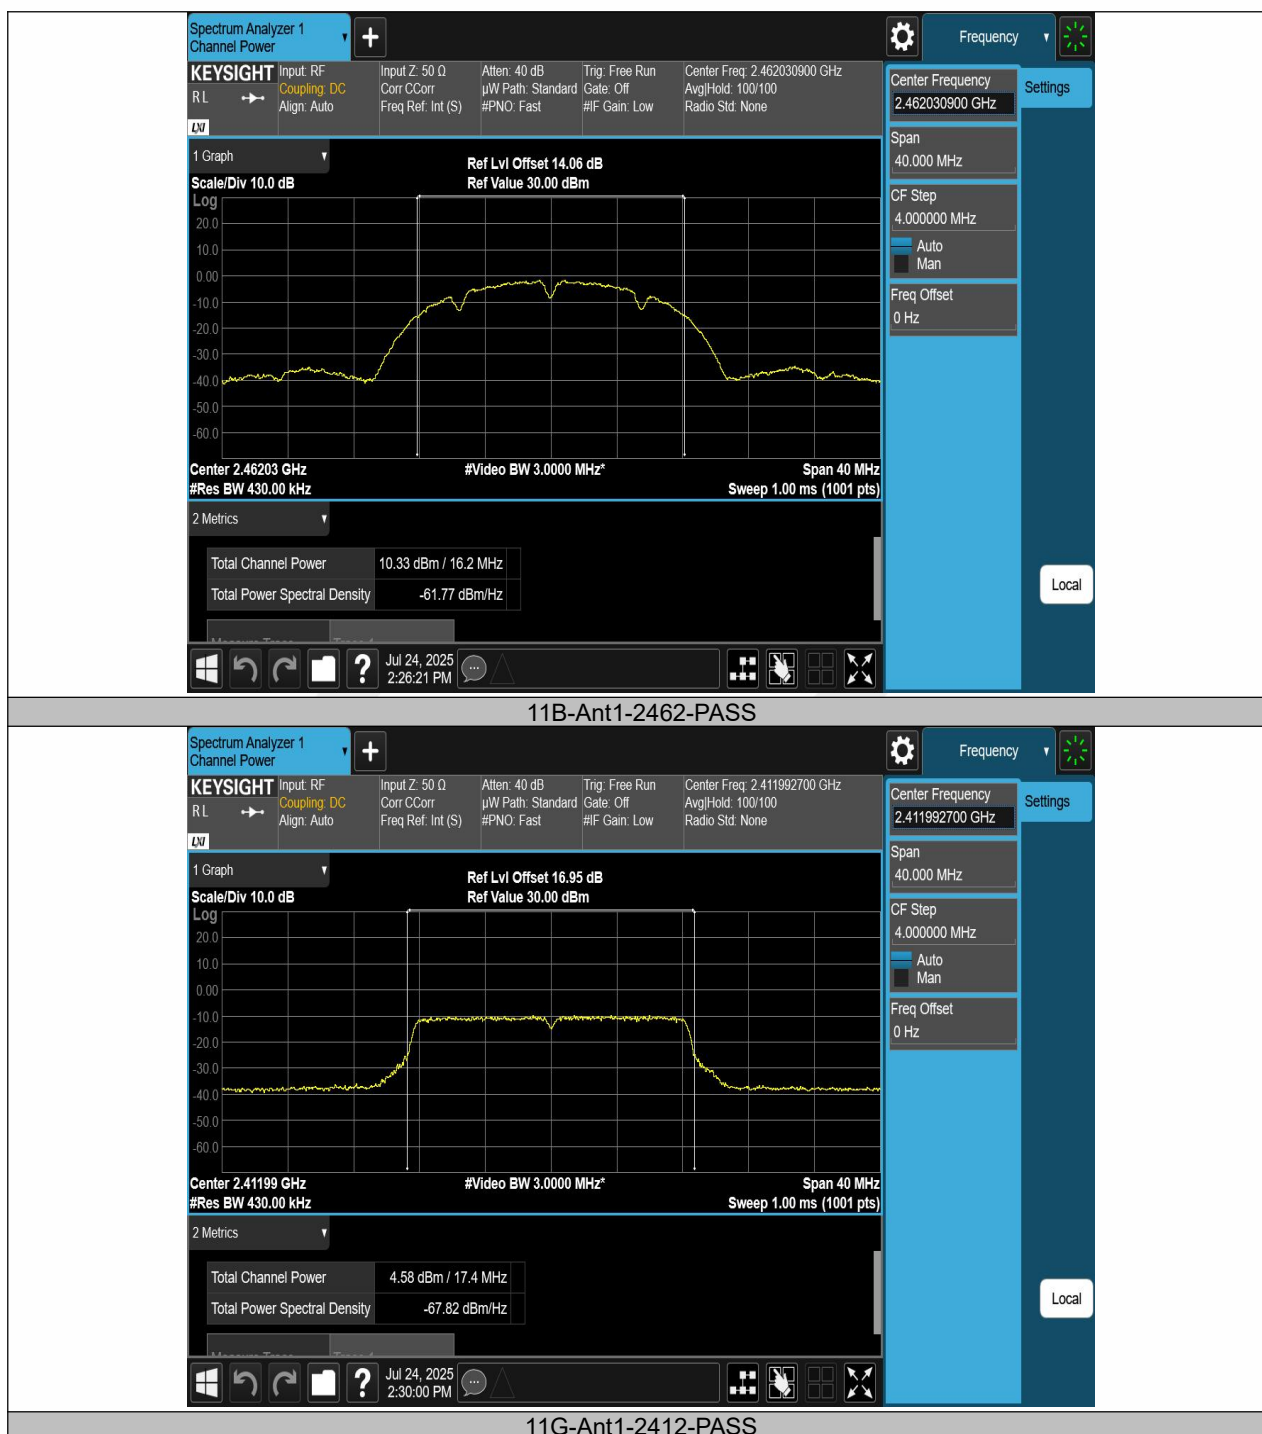 Spectrum Analyzer 1
Channel Power
+
Frequency
KEYSIGHT
RL
LXI
Input: RF
Coupling: DC
Align: Auto
Input Z: 50 Ω
Corr CCorr
Freq Ref: Int (S)
Atten: 40 dB
µW Path: Standard
#PNO: Fast
Trig: Free Run
Gate: Off
#IF Gain: Low
Center Freq: 2.462030900 GHz
Avg|Hold: 100/100
Radio Std: None
Center Frequency
2.462030900 GHz
Settings
Span
40.000 MHz
CF Step
4.000000 MHz
Auto
Man
Freq Offset
0 Hz
Local
1 Graph
Scale/Div 10.0 dB
Ref Lvl Offset 14.06 dB
Ref Value 30.00 dBm
Log
20.0
10.0
0.00
-10.0
-20.0
-30.0
-40.0
-50.0
-60.0
Center 2.46203 GHz
#Video BW 3.0000 MHz*
Span 40 MHz
#Res BW 430.00 kHz
Sweep 1.00 ms (1001 pts)
2 Metrics
Total Channel Power 10.33 dBm / 16.2 MHz
Total Power Spectral Density -61.77 dBm/Hz
?
Jul 24, 2025
2:26:21 PM
11B-Ant1-2462-PASS
Spectrum Analyzer 1
Channel Power
+
Frequency
KEYSIGHT
RL
LXI
Input: RF
Coupling: DC
Align: Auto
Input Z: 50 Ω
Corr CCorr
Freq Ref: Int (S)
Atten: 40 dB
µW Path: Standard
#PNO: Fast
Trig: Free Run
Gate: Off
#IF Gain: Low
Center Freq: 2.411992700 GHz
Avg|Hold: 100/100
Radio Std: None
Center Frequency
2.411992700 GHz
Settings
Span
40.000 MHz
CF Step
4.000000 MHz
Auto
Man
Freq Offset
0 Hz
Local
1 Graph
Scale/Div 10.0 dB
Ref Lvl Offset 16.95 dB
Ref Value 30.00 dBm
Log
20.0
10.0
0.00
-10.0
-20.0
-30.0
-40.0
-50.0
-60.0
Center 2.41199 GHz
#Video BW 3.0000 MHz*
Span 40 MHz
#Res BW 430.00 kHz
Sweep 1.00 ms (1001 pts)
2 Metrics
Total Channel Power 4.58 dBm / 17.4 MHz
Total Power Spectral Density -67.82 dBm/Hz
?
Jul 24, 2025
2:30:00 PM
11G-Ant1-2412-PASS